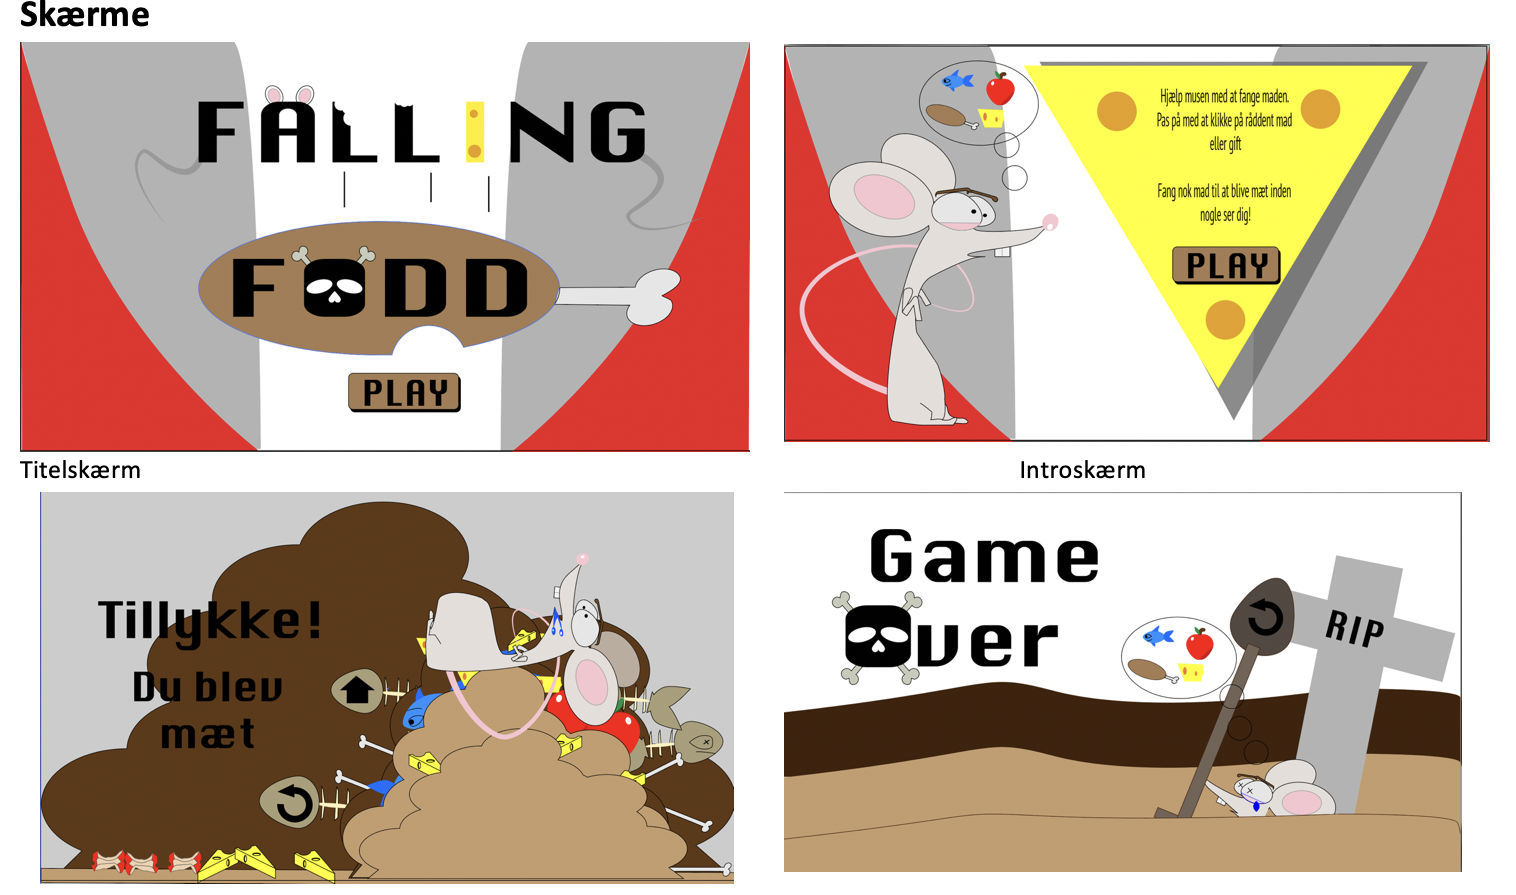 Skærme
FALLING
FODD
PLAY
Hjælp musen med at fange maden.
Pas på med at klikke på råddent mad
eller gift
Fang nok mad til at blive mæt inden
nogle ser dig!
PLAY
Titelskærm
Introskærm
Tillykke!
Du blev
mæt
Game
Over
RIP